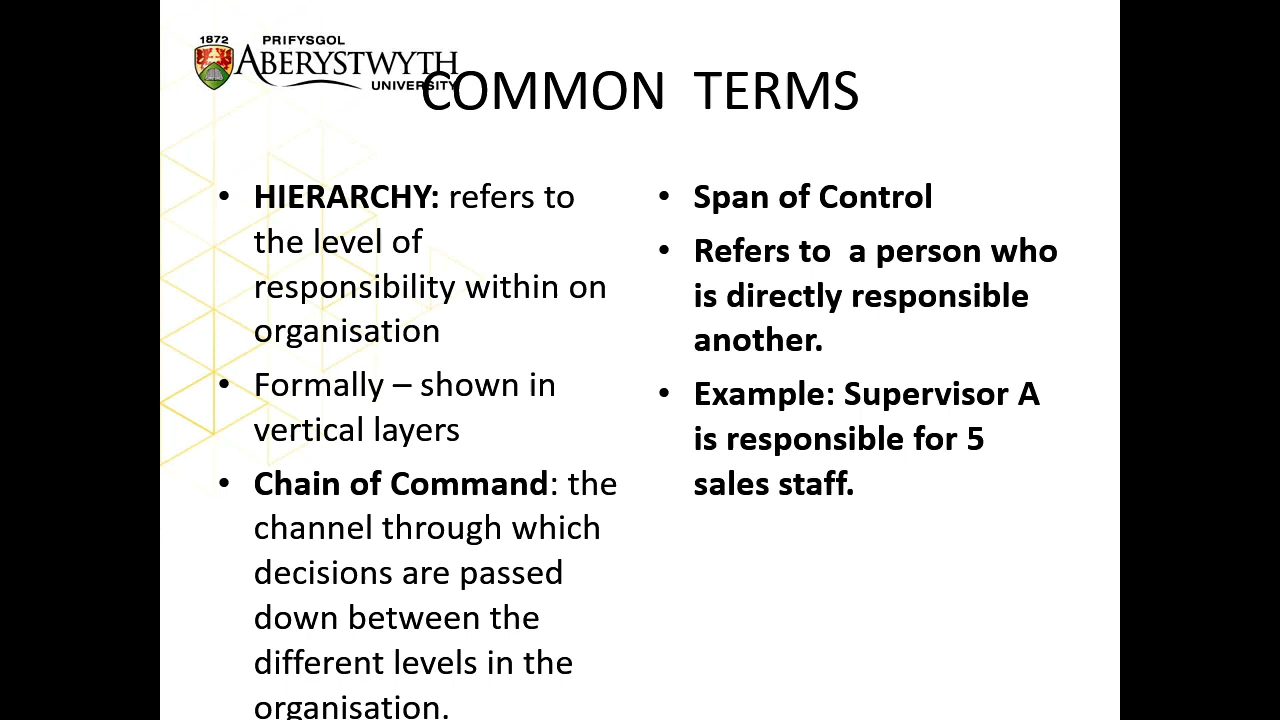 1872 PRIFYSGOL
ABERYSTWYTH
UNIVERSITY
COMMON TERMS
• HIERARCHY: refers to
the level of
responsibility within on
organisation
• Formally – shown in
vertical layers
• Chain of Command: the
channel through which
decisions are passed
down between the
different levels in the
organisation.
• Span of Control
• Refers to a person who
is directly responsible
another.
• Example: Supervisor A
is responsible for 5
sales staff.